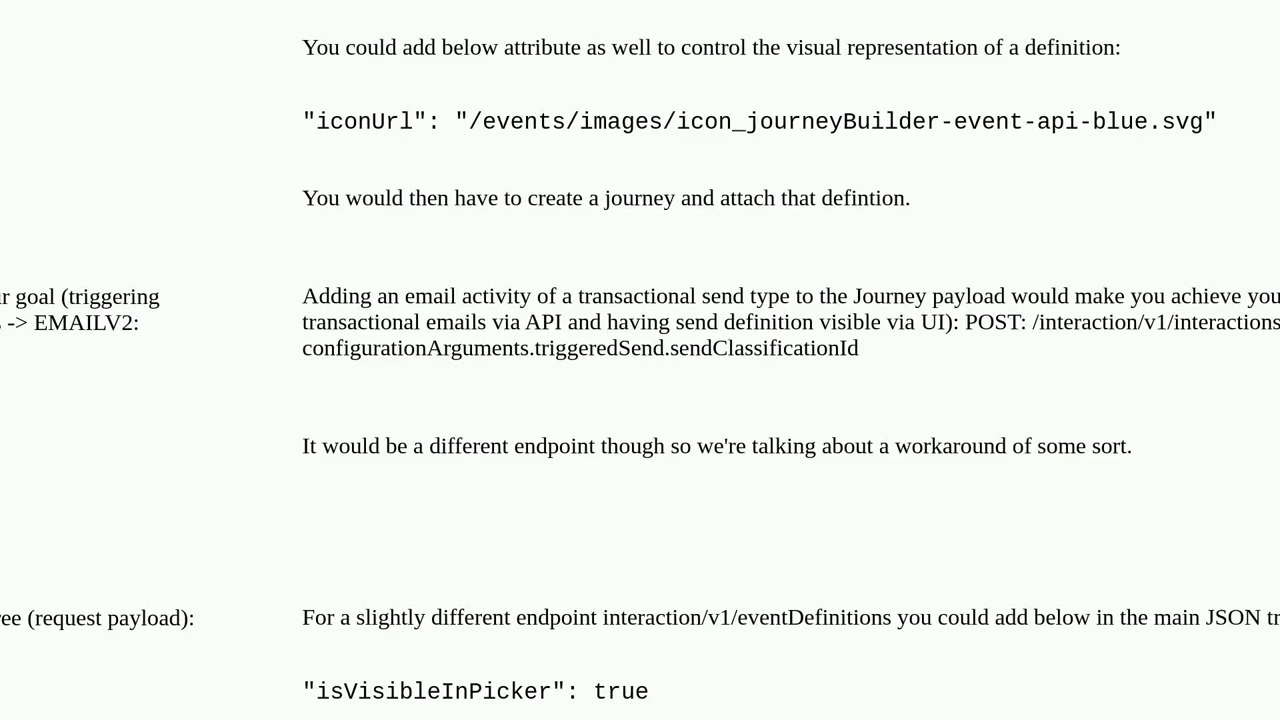 You could add below attribute as well to control the visual representation of a definition:
"iconUrl": "/events/images/icon_journeyBuilder-event-api-blue.svg"
You would then have to create a journey and attach that defintion.
Adding an email activity of a transactional send type to the Journey payload would make you achieve you
r goal (triggering
transactional emails via API and having send definition visible via UI): POST: /interaction/v1/interactions
-> EMAILV2:
configurationArguments.triggeredSend.sendClassificationId
It would be a different endpoint though so we're talking about a workaround of some sort.
For a slightly different endpoint interaction/v1/eventDefinitions you could add below in the main JSON tr
ee (request payload):
"isVisibleInPicker": true